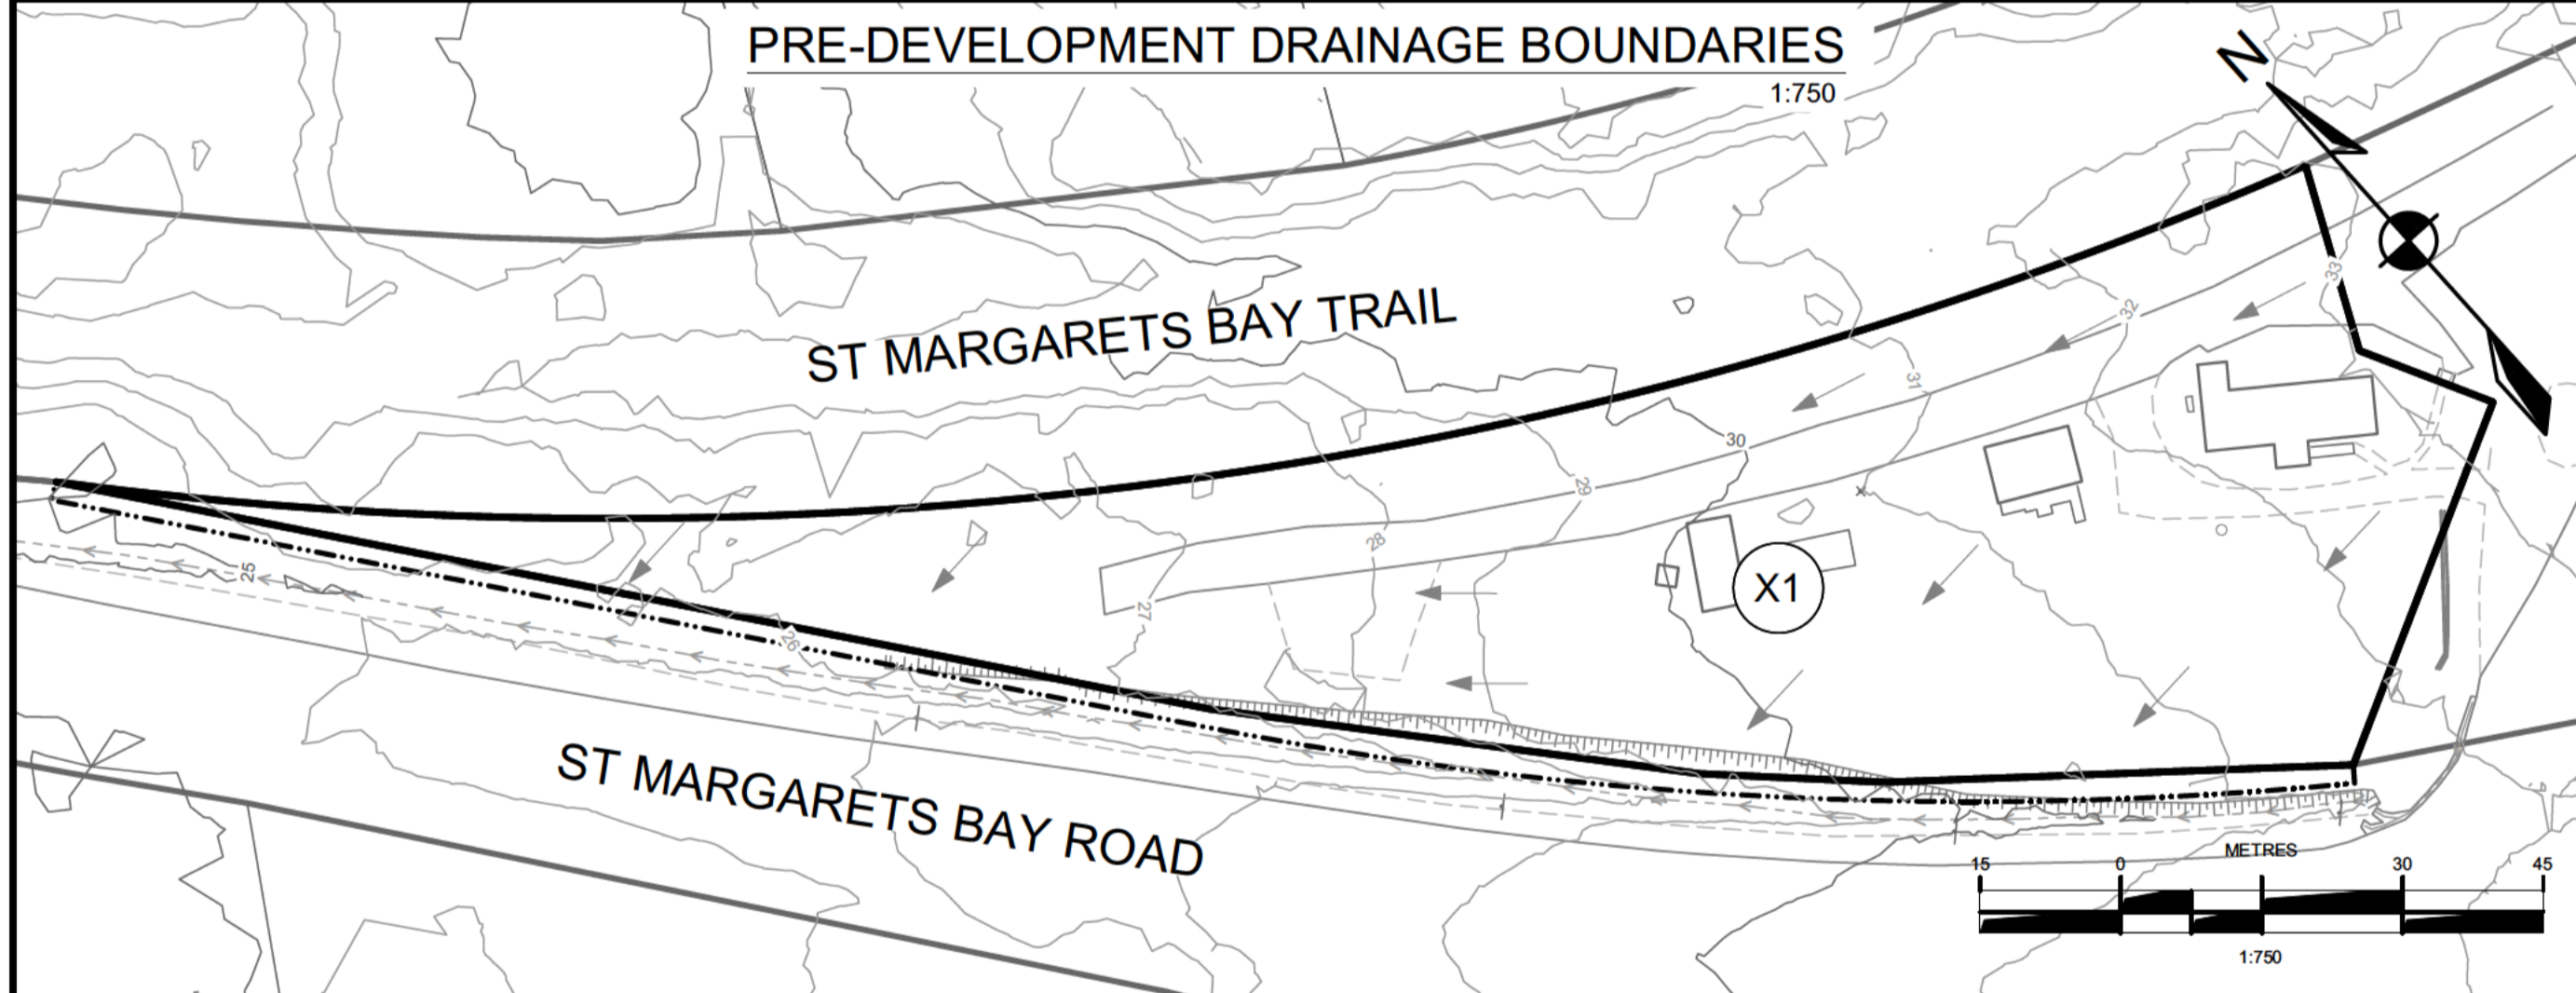 PRE-DEVELOPMENT DRAINAGE BOUNDARIES
1:750
N
33
32
ST MARGARETS BAY TRAIL
31
30
29
28
25
X1
27
26
ST MARGARETS BAY ROAD
METRES
15 0 30 45
1:750